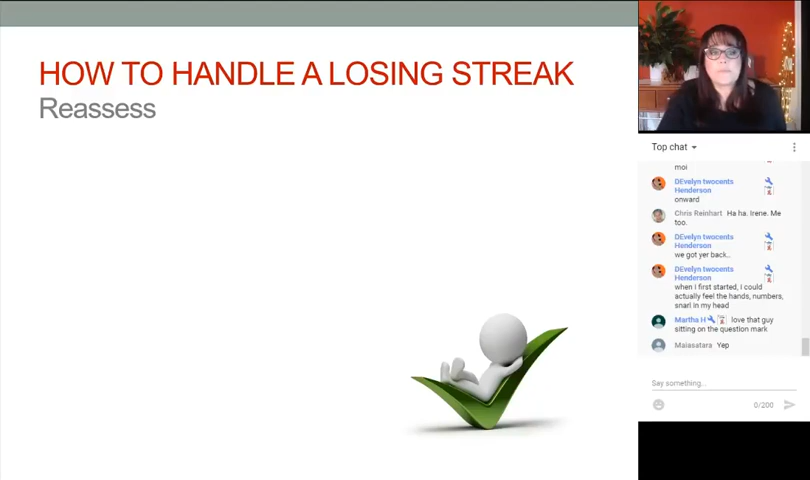 HOW TO HANDLE A LOSING STREAK
Reassess
Top chat
moi
DEvelyn twocents
Henderson
onward
Chris Reinhart Ha ha. Irene. Me
too.
DEvelyn twocents
Henderson
we got yer back..
DEvelyn twocents
Henderson
when I first started, i could
actually feel the hands, numbers,
snarl in my head
Martha H love that guy
sitting on the question mark
Maiasatara Yep
Say something...
0/200